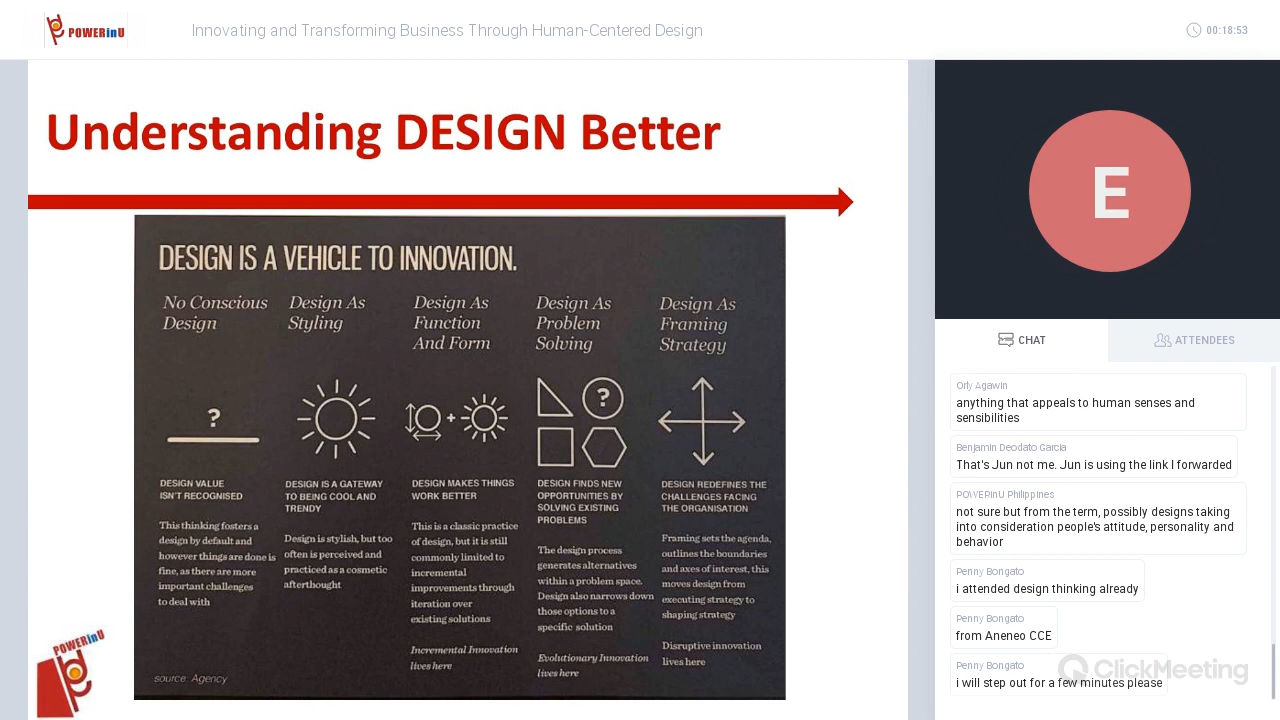 POWERinU
Innovating and Transforming Business Through Human-Centered Design
00:18:53
Understanding DESIGN Better
DESIGN IS A VEHICLE TO INNOVATION.
No Conscious
Design
?
DESIGN VALUE
ISN'T RECOGNISED
This thinking fosters a
design by default and
however things are done is
fine, as there are more
important challenges
to deal with
Design As
Styling
DESIGN IS A GATEWAY
TO BEING COOL AND
TRENDY
Design is stylish, but too
often is perceived and
practiced as a cosmetic
afterthought
Design As
Function
And Form
+
DESIGN MAKES THINGS
WORK BETTER
This is a classic practice
of design, but it is still
commonly limited to
incremental
improvements through
iteration over
existing solutions
Incremental Innovation
lives here
Design As
Problem
Solving
?
DESIGN FINDS NEW
OPPORTUNITIES BY
SOLVING EXISTING
PROBLEMS
The design process
generates alternatives
within a problem space.
Design also narrows down
those options to a
specific solution
Evolutionary Innovation
lives here
Design As
Framing
Strategy
DESIGN REDEFINES THE
CHALLENGES FACING
THE ORGANISATION
Framing sets the agenda,
outlines the boundaries
and axes of interest, this
moves design from
executing strategy to
shaping strategy
Disruptive innovation
lives here
source: Agency
POWERinU
E
CHAT
ATTENDEES
Orly Agawin
anything that appeals to human senses and
sensibilities
Benjamin Deodato Garcia
That's Jun not me. Jun is using the link I forwarded
POWERinU Philippines
not sure but from the term, possibly designs taking
into consideration people's attitude, personality and
behavior
Penny Bongato
i attended design thinking already
Penny Bongato
from Aneneo CCE
Penny Bongato
i will step out for a few minutes please
ClickMeeting